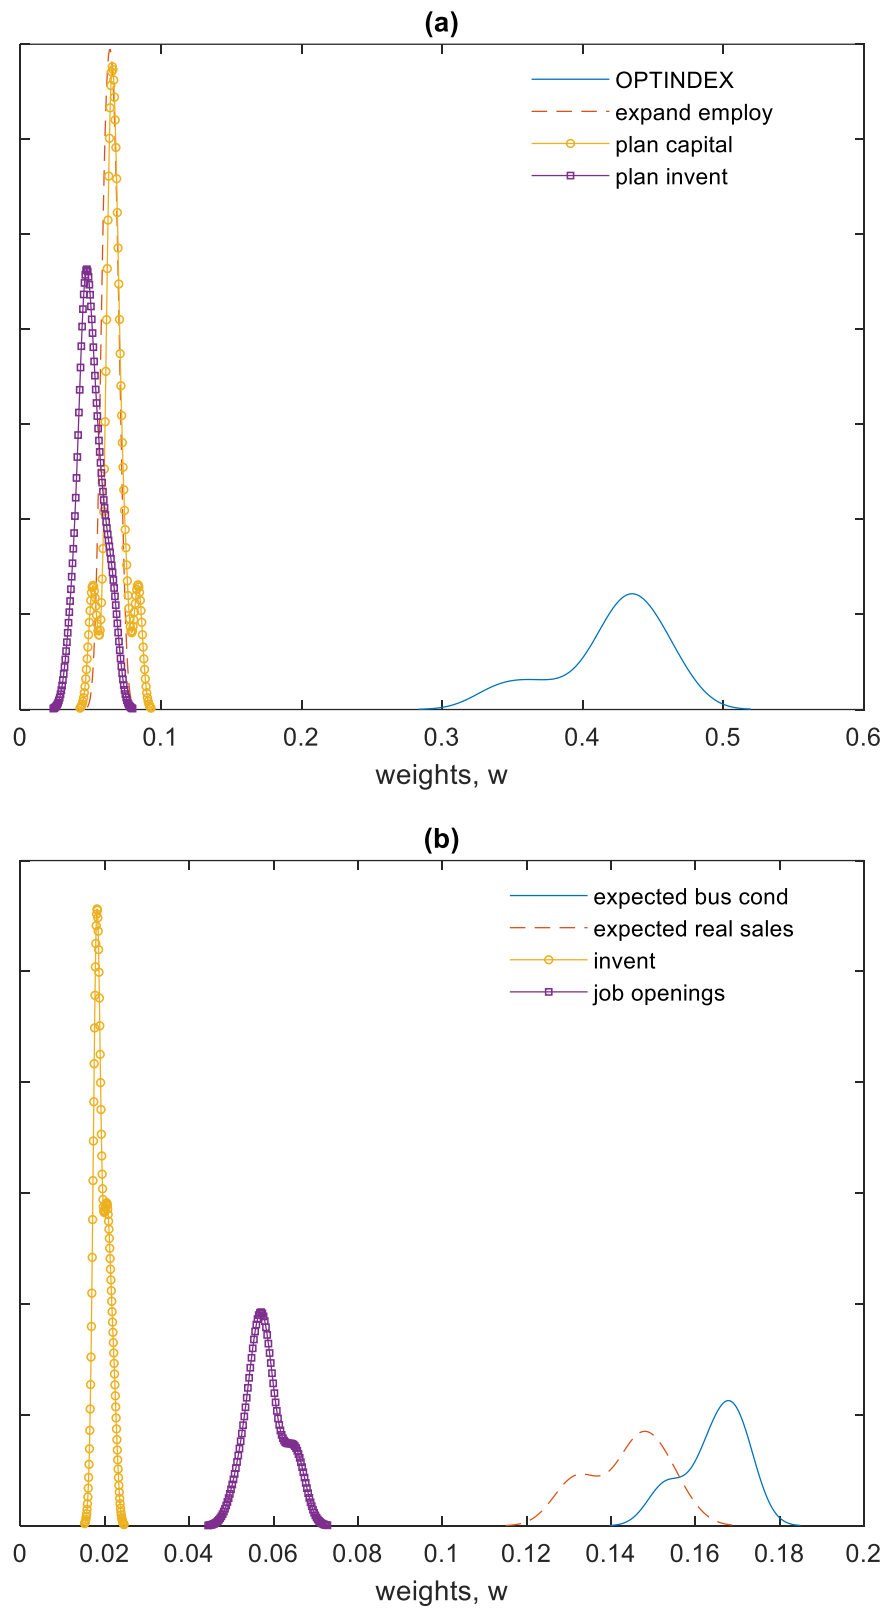 (a)
OPTINDEX
expand employ
plan capital
plan invent
0 0.1 0.2 0.3 0.4 0.5 0.6
weights, w
(b)
expected bus cond
expected real sales
invent
job openings
0 0.02 0.04 0.06 0.08 0.1 0.12 0.14 0.16 0.18 0.2
weights, w